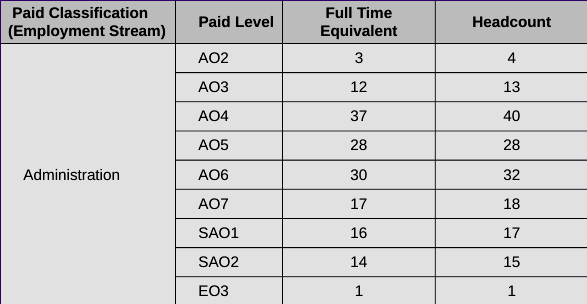 Paid Classification (Employment Stream) Paid Level Full Time Equivalent Headcount
AO2 3 4
AO3 12 13
AO4 37 40
AO5 28 28
Administration AO6 30 32
AO7 17 18
SAO1 16 17
SAO2 14 15
EO3 1 1